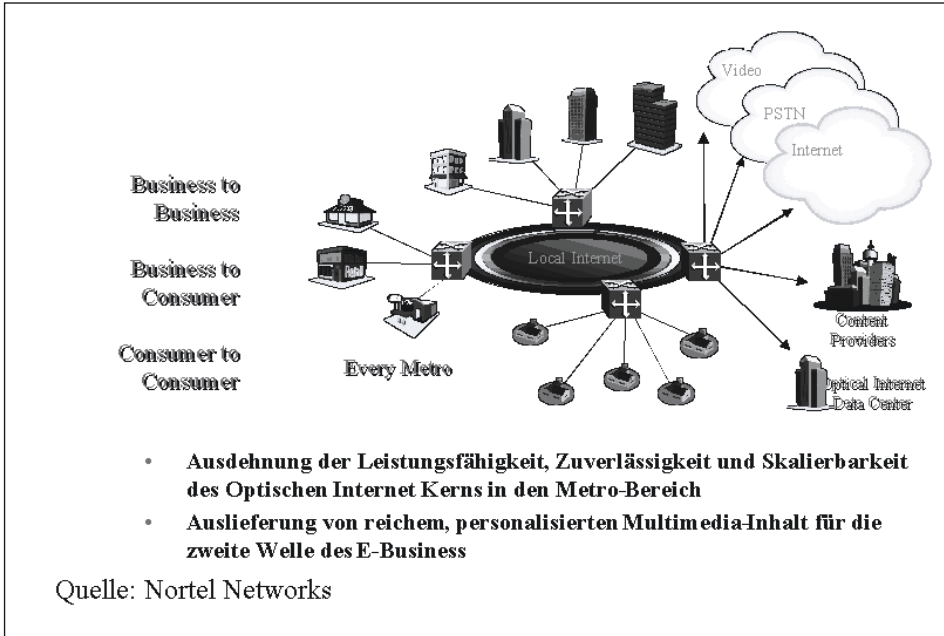 Video
PSTN
Internet
Business to
Business
Local Internet
Retail
Business to
Consumer
Content
Providers
Consumer to
Consumer
Every Metro
Optical Internet
Data Center
• Ausdehnung der Leistungsfähigkeit, Zuverlässigkeit und Skalierbarkeit
des Optischen Internet Kerns in den Metro-Bereich
• Auslieferung von reichem, personalisierten Multimedia-Inhalt für die
zweite Welle des E-Business
Quelle: Nortel Networks